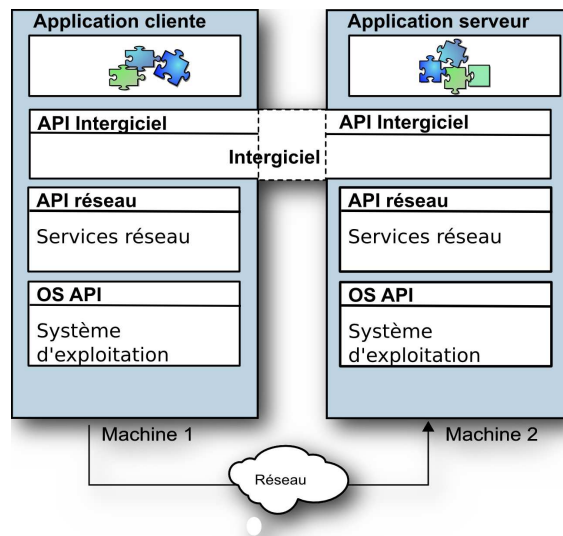 Application cliente
API Intergiciel
API réseau
Services réseau
OS API
Système
d'exploitation
Machine 1
Intergiciel
Application serveur
API Intergiciel
API réseau
Services réseau
OS API
Système
d'exploitation
Machine 2
Réseau